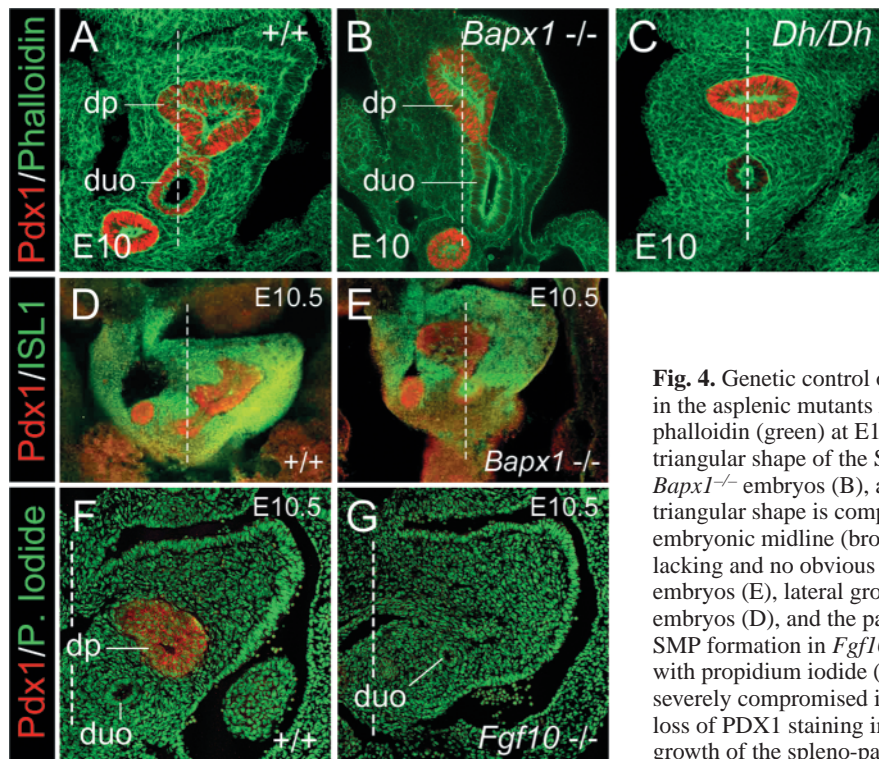 Pdx1/Phalloidin
A
+/+
dp
duo
E10
B
Bapx1 -/-
dp
duo
E10
C
Dh/Dh
E10
Pdx1/ISL1
D
E10.5
+/+
E
E10.5
Bapx1 -/-
Pdx1/P. Iodide
F
E10.5
dp
duo
+/+
G
E10.5
duo
Fgf10 -/-
Fig. 4. Genetic control o
in the asplenic mutants
phalloidin (green) at E1
triangular shape of the S
Bapx1–/– embryos (B), a
triangular shape is comp
embryonic midline (bro
lacking and no obvious
embryos (E), lateral gro
embryos (D), and the pa
SMP formation in Fgf10
with propidium iodide (
severely compromised i
loss of PDX1 staining in
growth of the spleno-pa